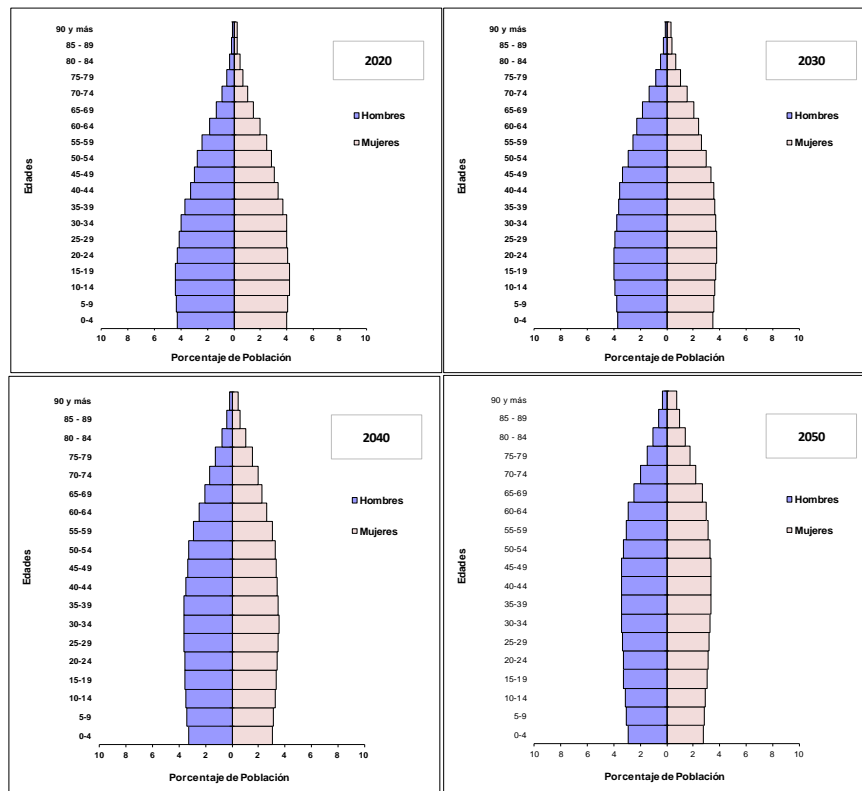 2020
90 y más
85 - 89
80 - 84
75-79
70-74
65-69
60-64
55-59
50-54
45-49
40-44
35-39
30-34
25-29
20-24
15-19
10-14
5-9
0-4
Edades
Hombres
Mujeres
10 8 6 4 2 0 2 4 6 8 10
Porcentaje de Población
2030
90 y más
85 - 89
80 - 84
75-79
70-74
65-69
60-64
55-59
50-54
45-49
40-44
35-39
30-34
25-29
20-24
15-19
10-14
5-9
0-4
Edades
Hombres
Mujeres
10 8 6 4 2 0 2 4 6 8 10
Porcentaje de Población
2040
90 y más
85 - 89
80 - 84
75-79
70-74
65-69
60-64
55-59
50-54
45-49
40-44
35-39
30-34
25-29
20-24
15-19
10-14
5-9
0-4
Edades
Hombres
Mujeres
10 8 6 4 2 0 2 4 6 8 10
Porcentaje de Población
2050
90 y más
85 - 89
80 - 84
75-79
70-74
65-69
60-64
55-59
50-54
45-49
40-44
35-39
30-34
25-29
20-24
15-19
10-14
5-9
0-4
Edades
Hombres
Mujeres
10 8 6 4 2 0 2 4 6 8 10
Porcentaje de Población